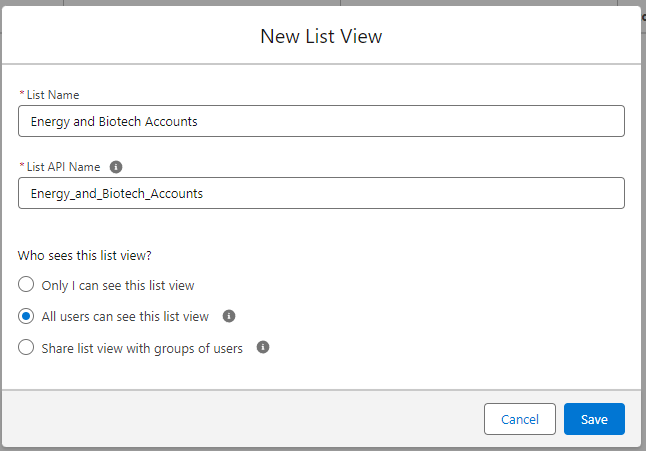 New List View
* List Name
Energy and Biotech Accounts
* List API Name
Energy_and_Biotech_Accounts
Who sees this list view?
Only I can see this list view
All users can see this list view
Share list view with groups of users
Cancel Save